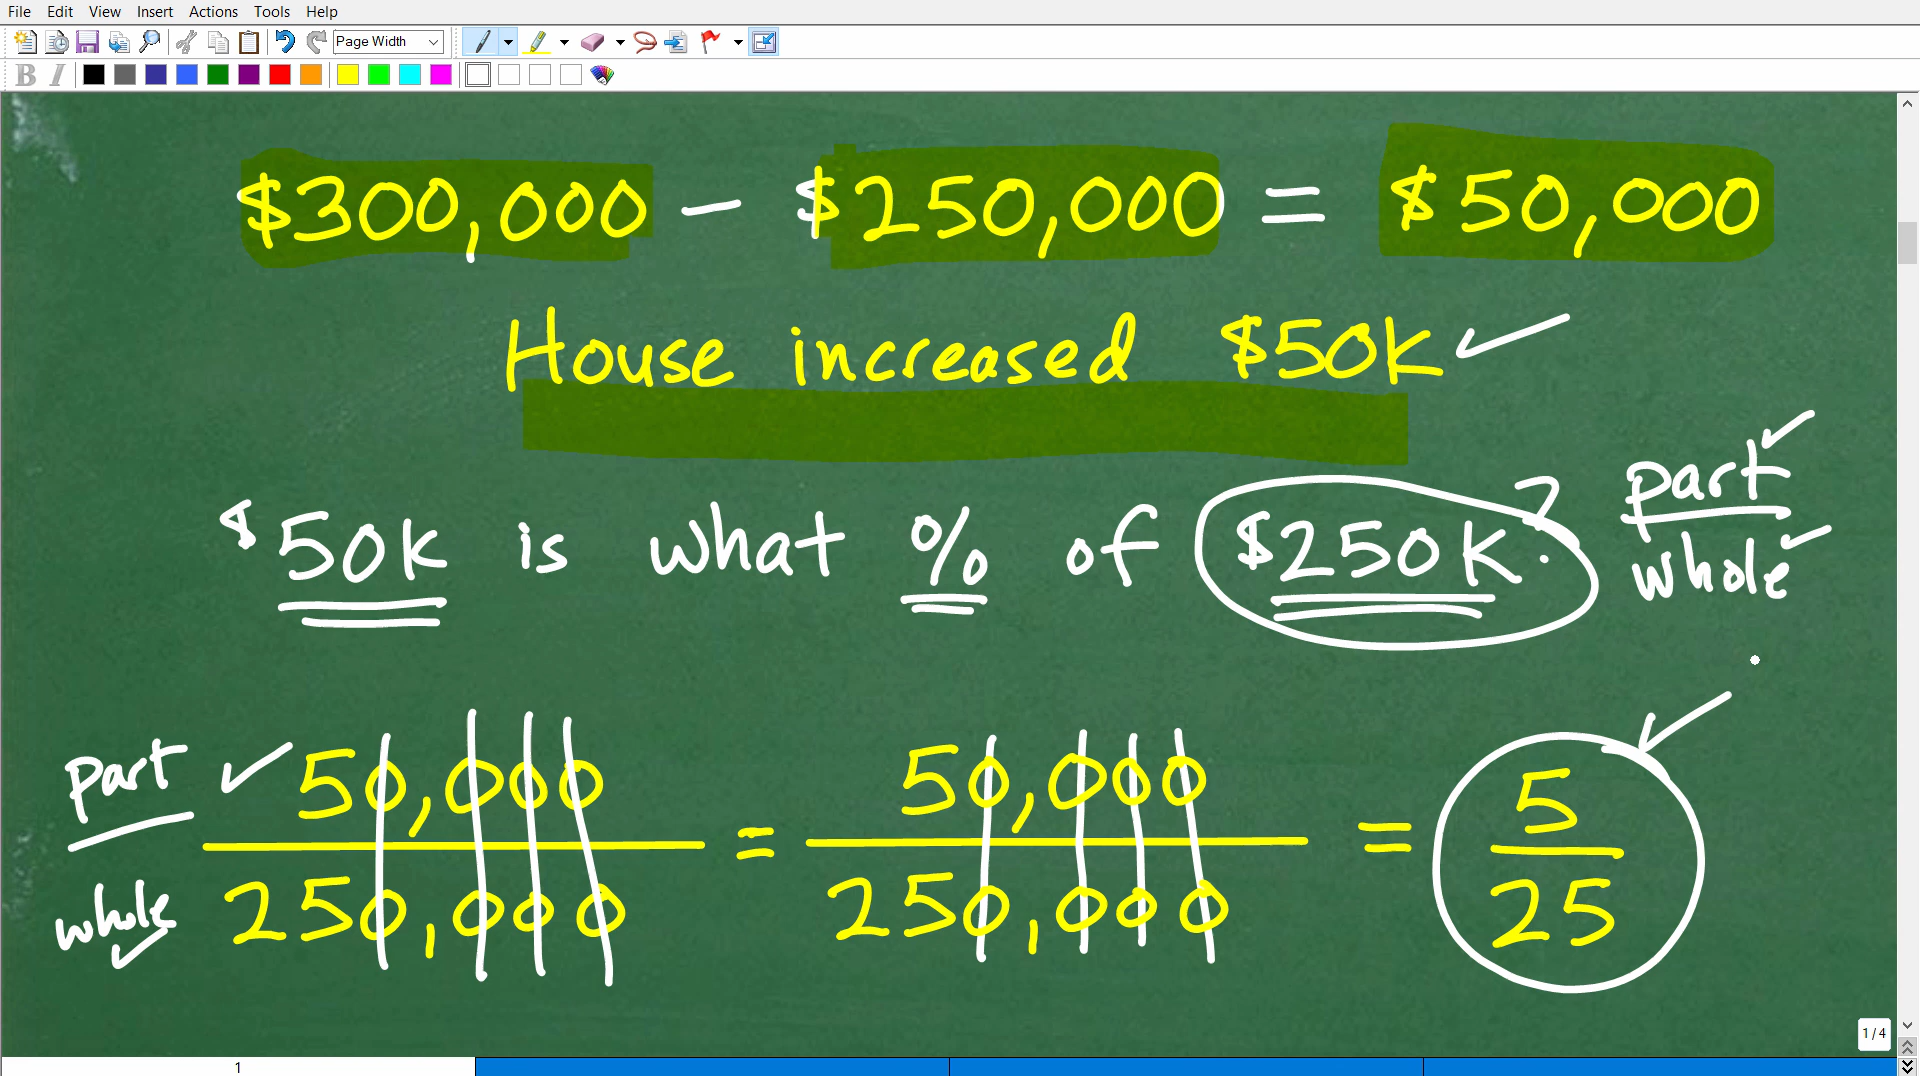 File Edit View Insert Actions Tools Help
Page Width
B I
$300,000 - $250,000 = $50,000
House increased $50K
$50K is what % of $250K?
part
whole
part 50,000 = 50,000 = 5
whole 250,000 250,000 25
1 / 4
1